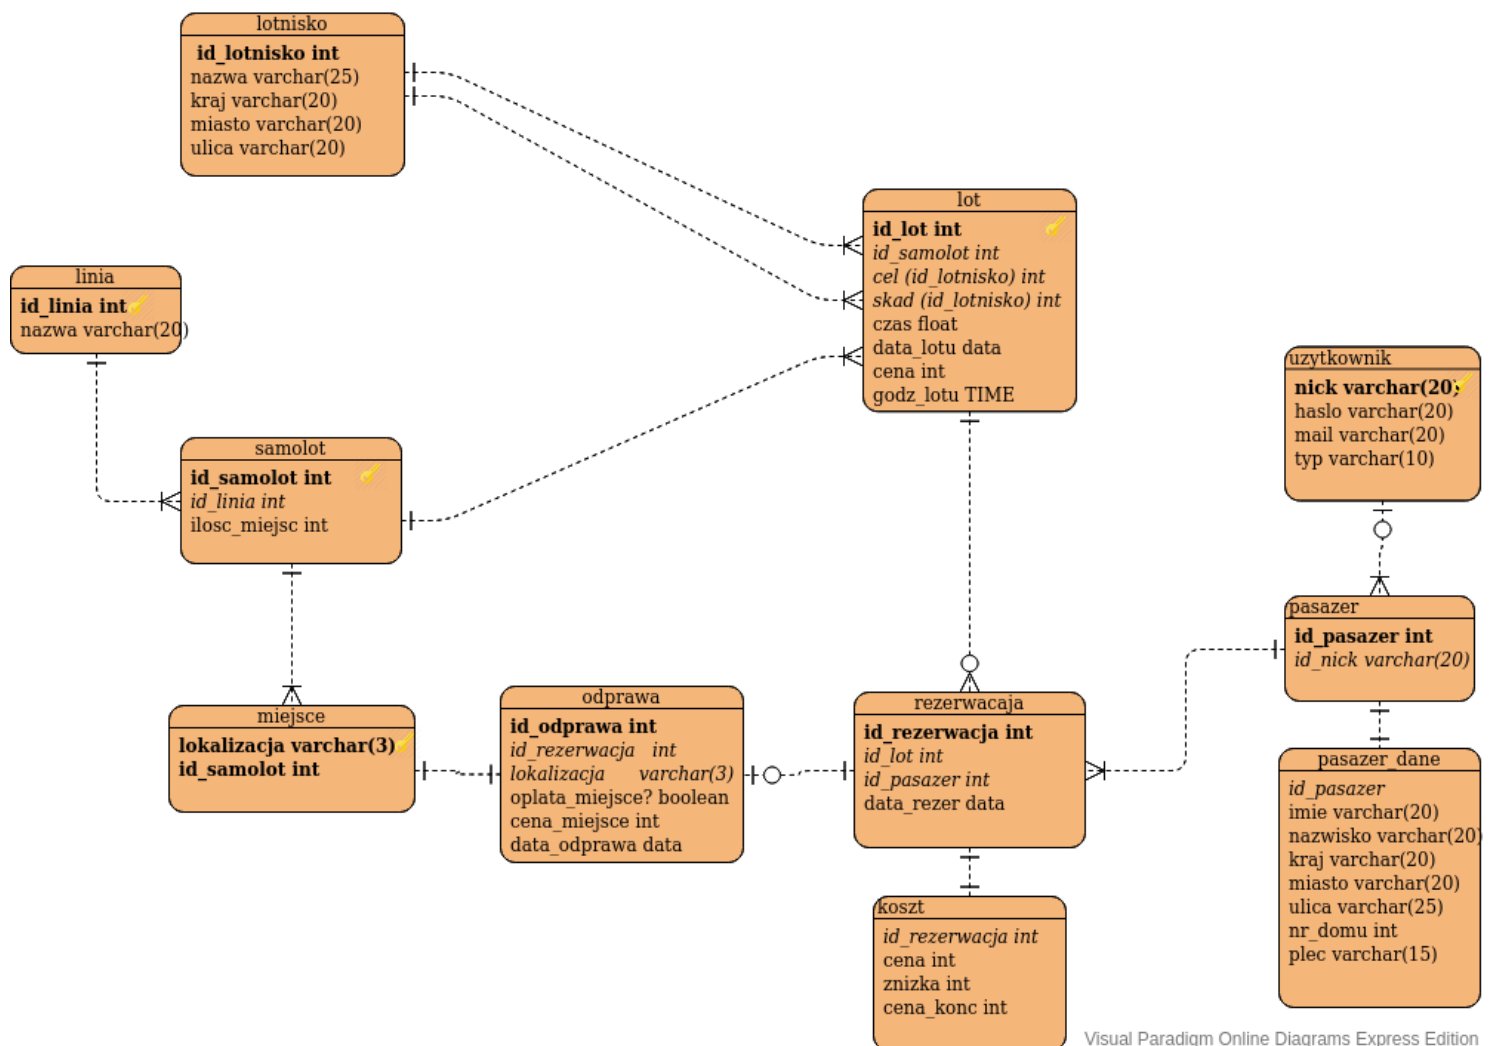 lotnisko
id_lotnisko int
nazwa varchar(25)
kraj varchar(20)
miasto varchar(20)
ulica varchar(20)
lot
id_lot int
id_samolot int
cel (id_lotnisko) int
skad (id_lotnisko) int
czas float
data_lotu data
cena int
godz_lotu TIME
linia
id_linia int
nazwa varchar(20)
uzytkownik
nick varchar(20)
haslo varchar(20)
mail varchar(20)
typ varchar(10)
samolot
id_samolot int
id_linia int
ilosc_miejsc int
pasazer
id_pasazer int
id_nick varchar(20)
miejsce
lokalizacja varchar(3)
id_samolot int
odprawa
id_odprawa int
id_rezerwacja int
lokalizacja varchar(3)
oplata_miejsce? boolean
cena_miejsce int
data_odprawa data
rezerwacaja
id_rezerwacja int
id_lot int
id_pasazer int
data_rezer data
pasazer_dane
id_pasazer
imie varchar(20)
nazwisko varchar(20)
kraj varchar(20)
miasto varchar(20)
ulica varchar(25)
nr_domu int
plec varchar(15)
koszt
id_rezerwacja int
cena int
znizka int
cena_konc int
Visual Paradigm Online Diagrams Express Edition